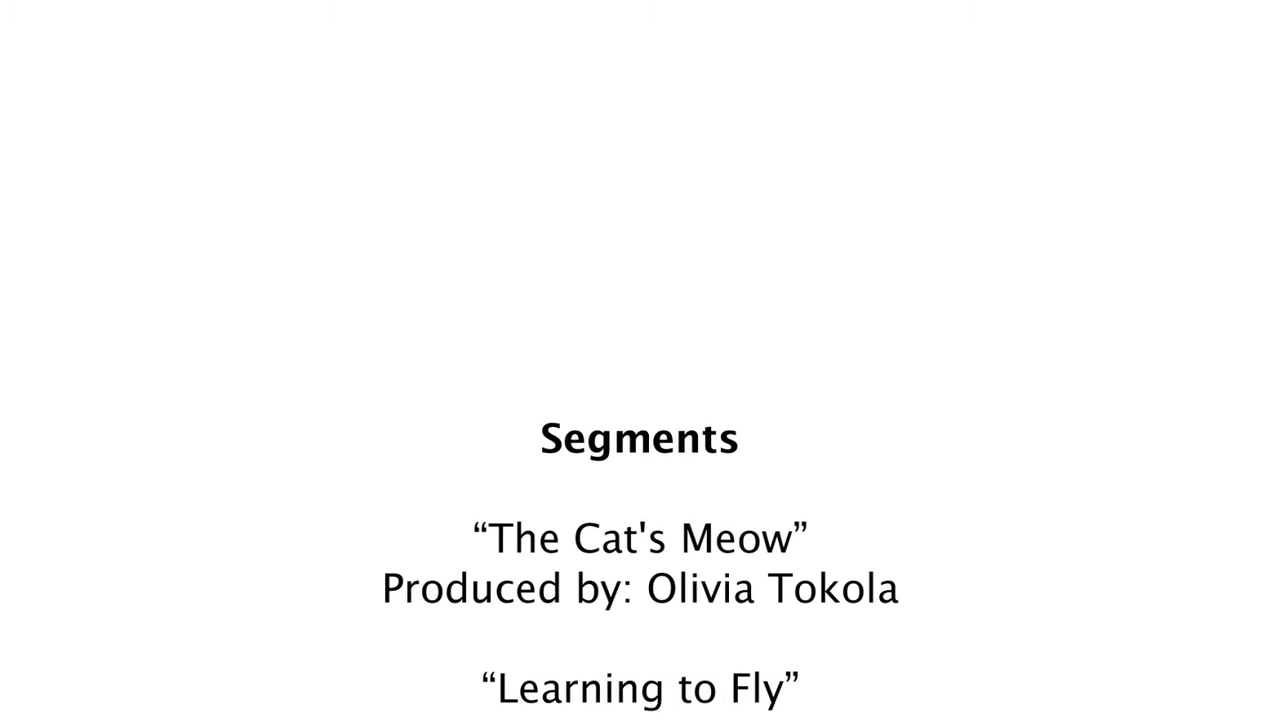 Segments
“The Cat's Meow”
Produced by: Olivia Tokola
“Learning to Fly”